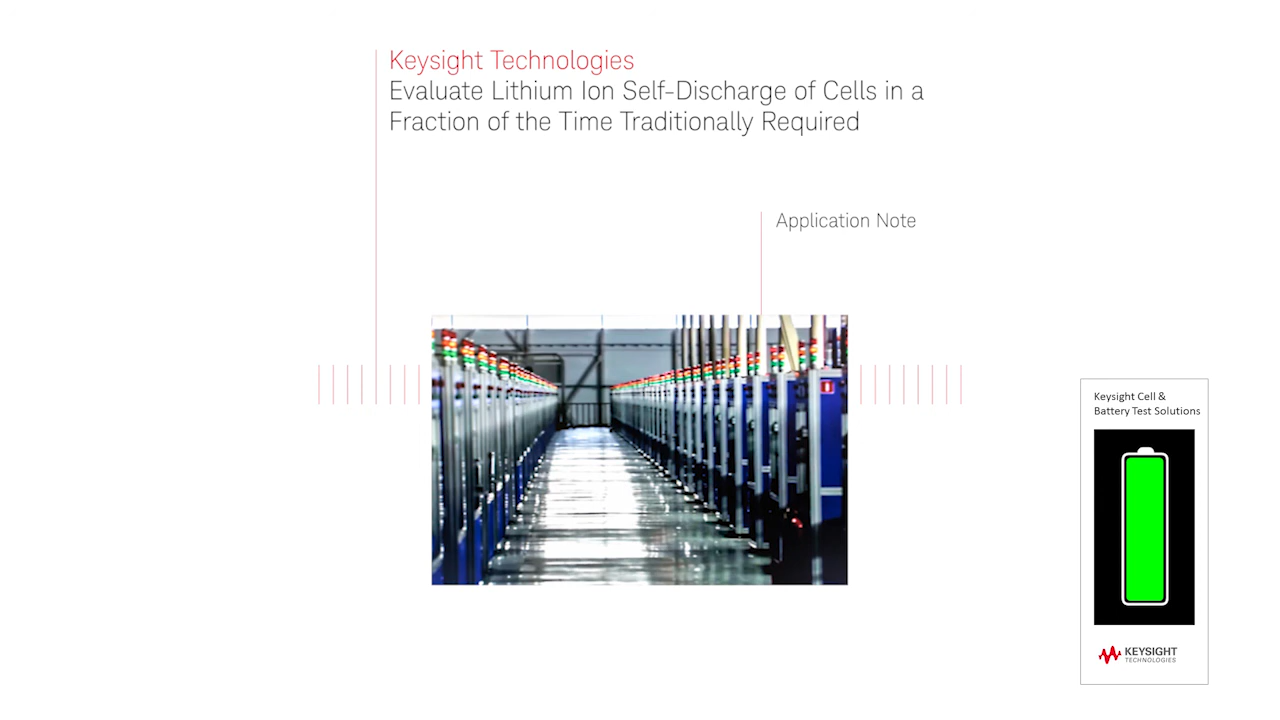 Keysight Technologies
Evaluate Lithium Ion Self-Discharge of Cells in a
Fraction of the Time Traditionally Required
Application Note
Keysight Cell &
Battery Test Solutions
KEYSIGHT
TECHNOLOGIES